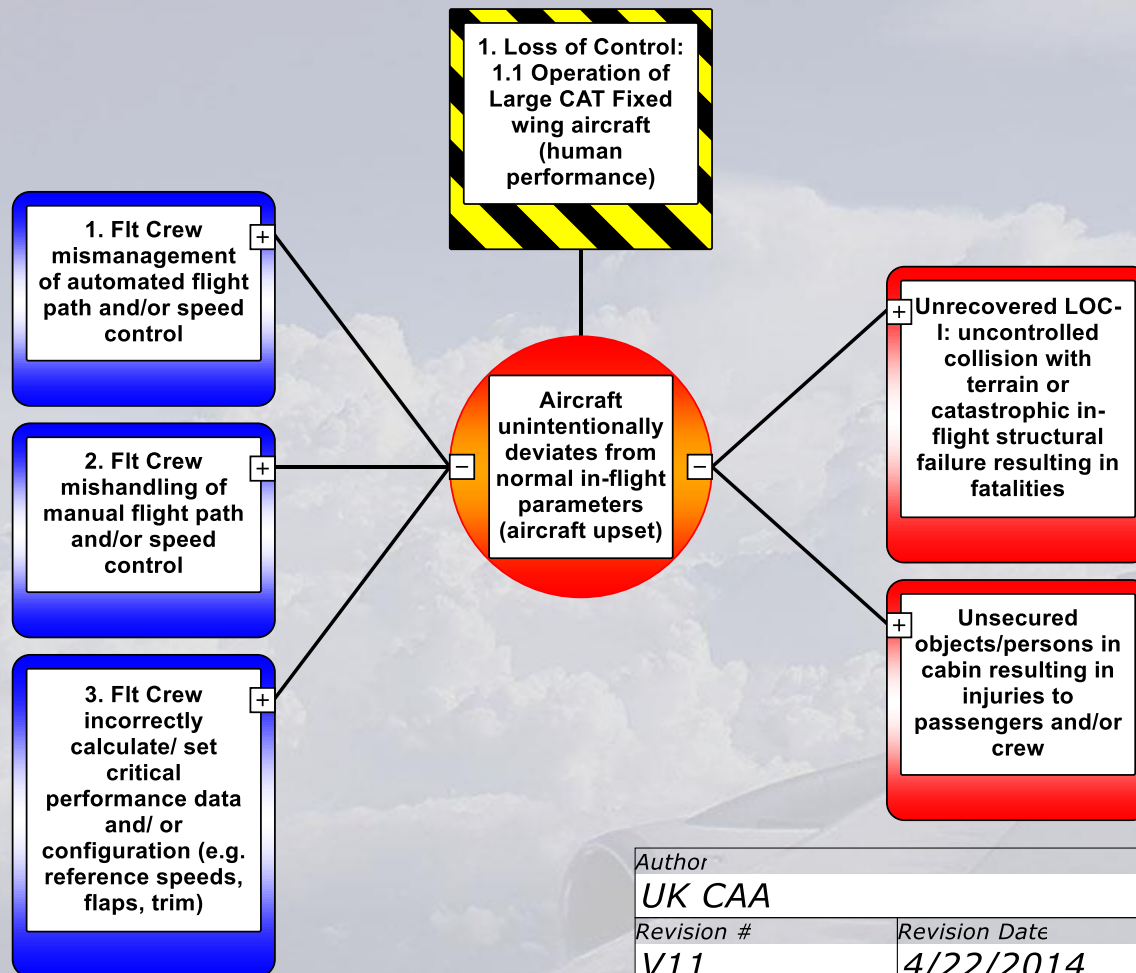 1. Loss of Control:
1.1 Operation of
Large CAT Fixed
wing aircraft
(human
performance)
1. Flt Crew
mismanagement
of automated flight
path and/or speed
control
2. Flt Crew
mishandling of
manual flight path
and/or speed
control
3. Flt Crew
incorrectly
calculate/ set
critical
performance data
and/ or
configuration (e.g.
reference speeds,
flaps, trim)
Aircraft
unintentionally
deviates from
normal in-flight
parameters
(aircraft upset)
Unrecovered LOC-
I: uncontrolled
collision with
terrain or
catastrophic in-
flight structural
failure resulting in
fatalities
Unsecured
objects/persons in
cabin resulting in
injuries to
passengers and/or
crew
Author
UK CAA
Revision #
V11
Revision Date
4/22/2014